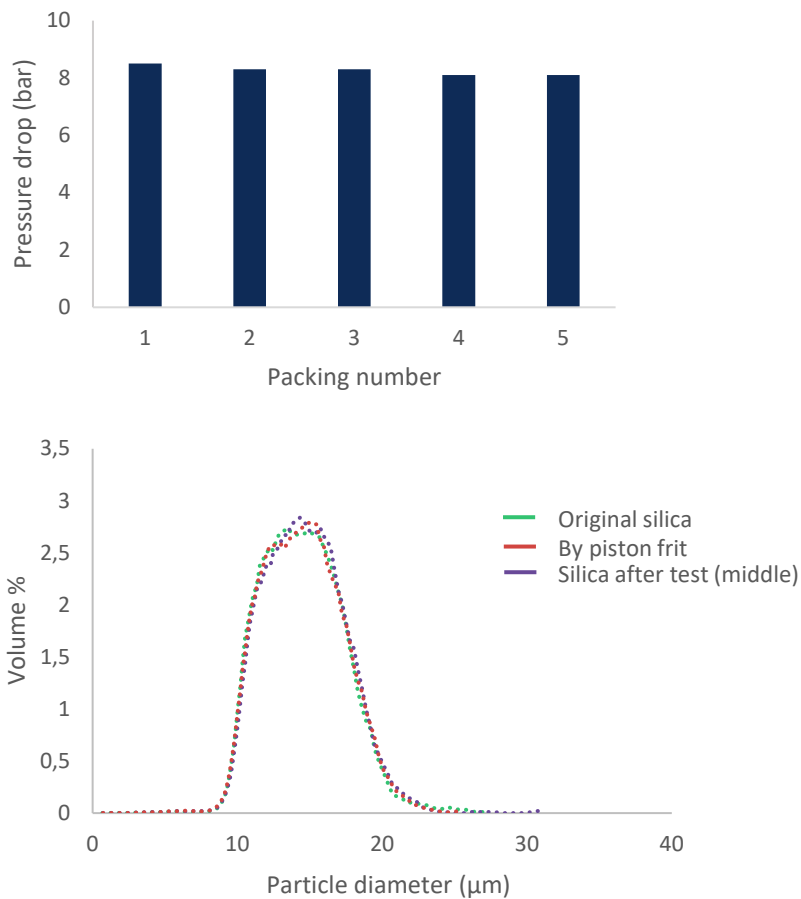 10
8
6
4
2
0
Pressure drop (bar)
1 2 3 4 5
Packing number
3,5
3
2,5
2
1,5
1
0,5
0
Volume %
Original silica
By piston frit
Silica after test (middle)
0 10 20 30 40
Particle diameter (µm)